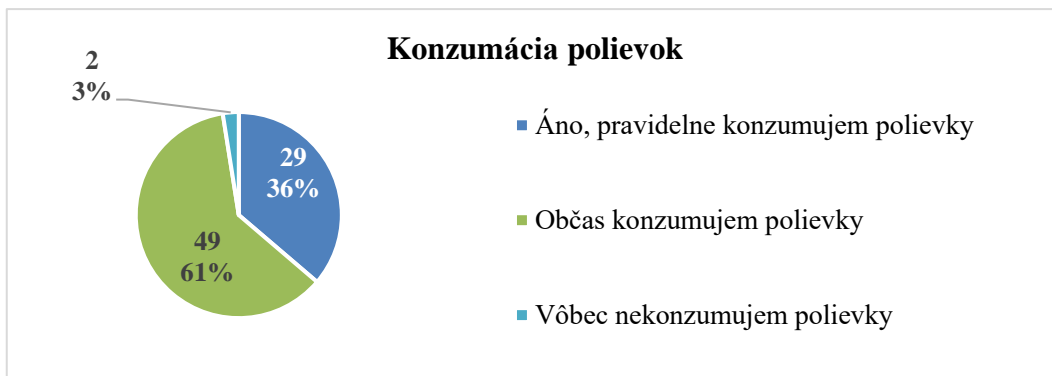 Konzumácia polievok
2
3%
29
36%
49
61%
Áno, pravidelne konzumujem polievky
Občas konzumujem polievky
Vôbec nekonzumujem polievky